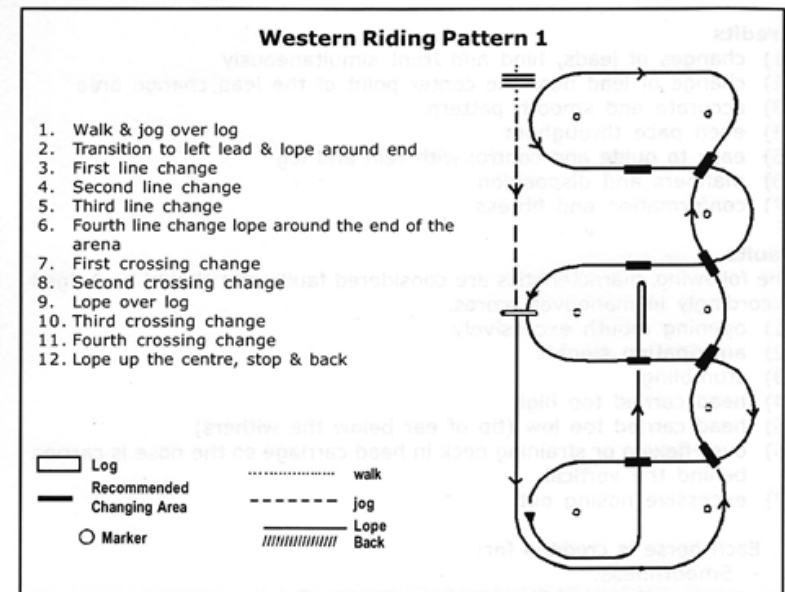 Western Riding Pattern 1
1. Walk & jog over log
2. Transition to left lead & lope around end
3. First line change
4. Second line change
5. Third line change
6. Fourth line change lope around the end of the
arena
7. First crossing change
8. Second crossing change
9. Lope over log
10. Third crossing change
11. Fourth crossing change
12. Lope up the centre, stop & back
Log
Recommended
Changing Area
Marker
walk
jog
Lope
Back